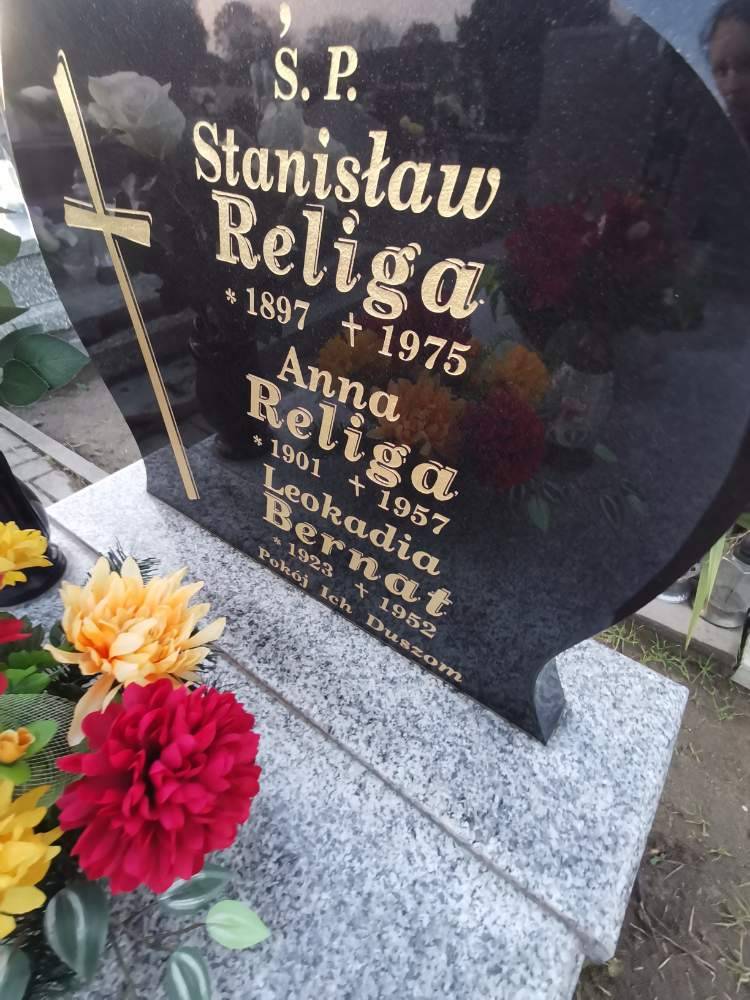 Ś. P.
Stanisław
Religa
* 1897 † 1975
Anna
Religa
* 1901 † 1957
Leokadia
Bernat
* 1923 † 1952
Pokój Ich Duszom